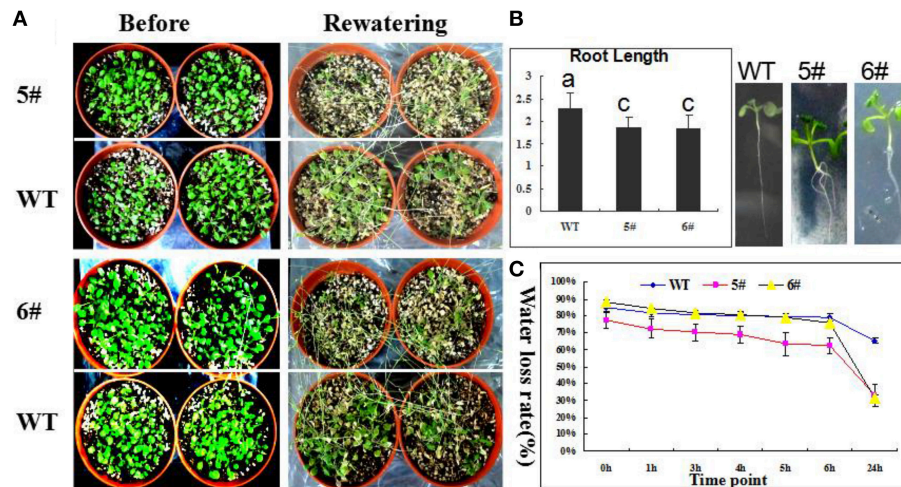 A
Before
Rewatering
5#
WT
6#
WT
B
Root Length
3
2.5
2
1.5
1
0.5
0
a
c
c
WT
5#
6#
WT
5#
6#
C
WT
5#
6#
Water loss rate(%)
100%
90%
80%
70%
60%
50%
40%
30%
20%
10%
0%
0h
1h
3h
4h
5h
6h
24h
Time point